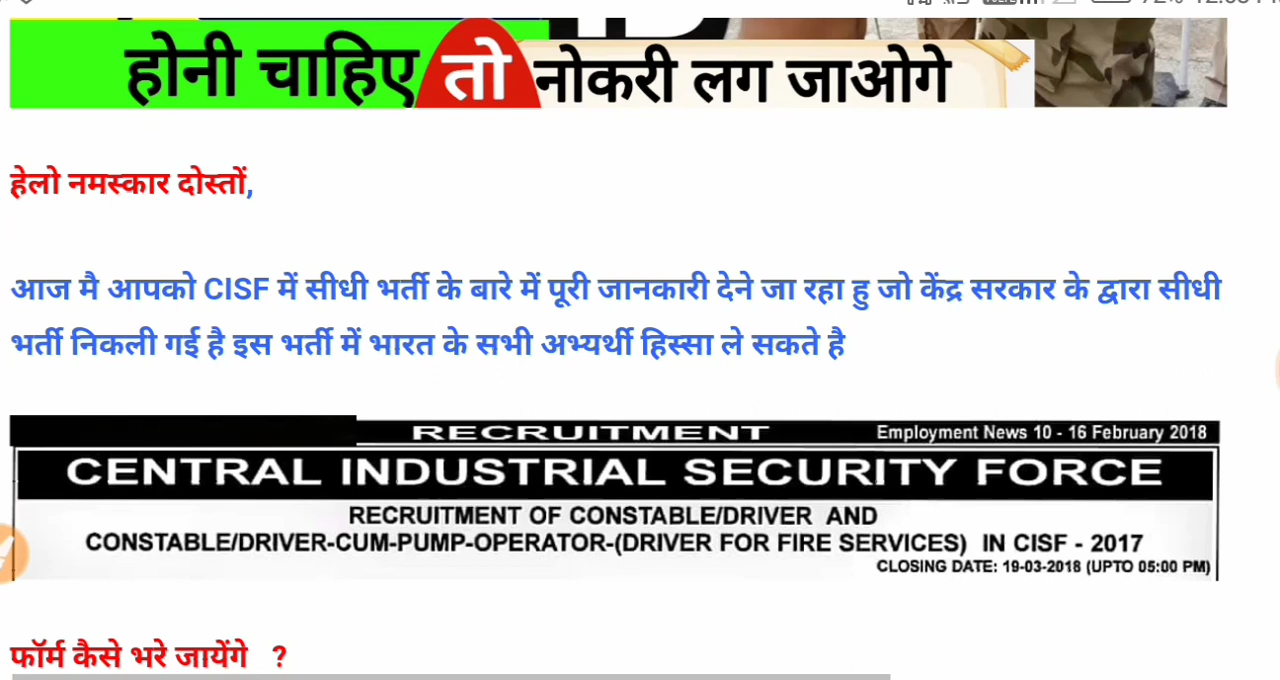 होनी चाहिए तो नोकरी लग जाओगे
हेलो नमस्कार दोस्तों,
आज मै आपको CISF में सीधी भर्ती के बारे में पूरी जानकारी देने जा रहा हु जो केंद्र सरकार के द्वारा सीधी
भर्ती निकली गई है इस भर्ती में भारत के सभी अभ्यर्थी हिस्सा ले सकते है
RECRUITMENT Employment News 10 - 16 February 2018
CENTRAL INDUSTRIAL SECURITY FORCE
RECRUITMENT OF CONSTABLE/DRIVER AND
CONSTABLE/DRIVER-CUM-PUMP-OPERATOR-(DRIVER FOR FIRE SERVICES) IN CISF - 2017
CLOSING DATE: 19-03-2018 (UPTO 05:00 PM)
फॉर्म कैसे भरे जायेंगे ?